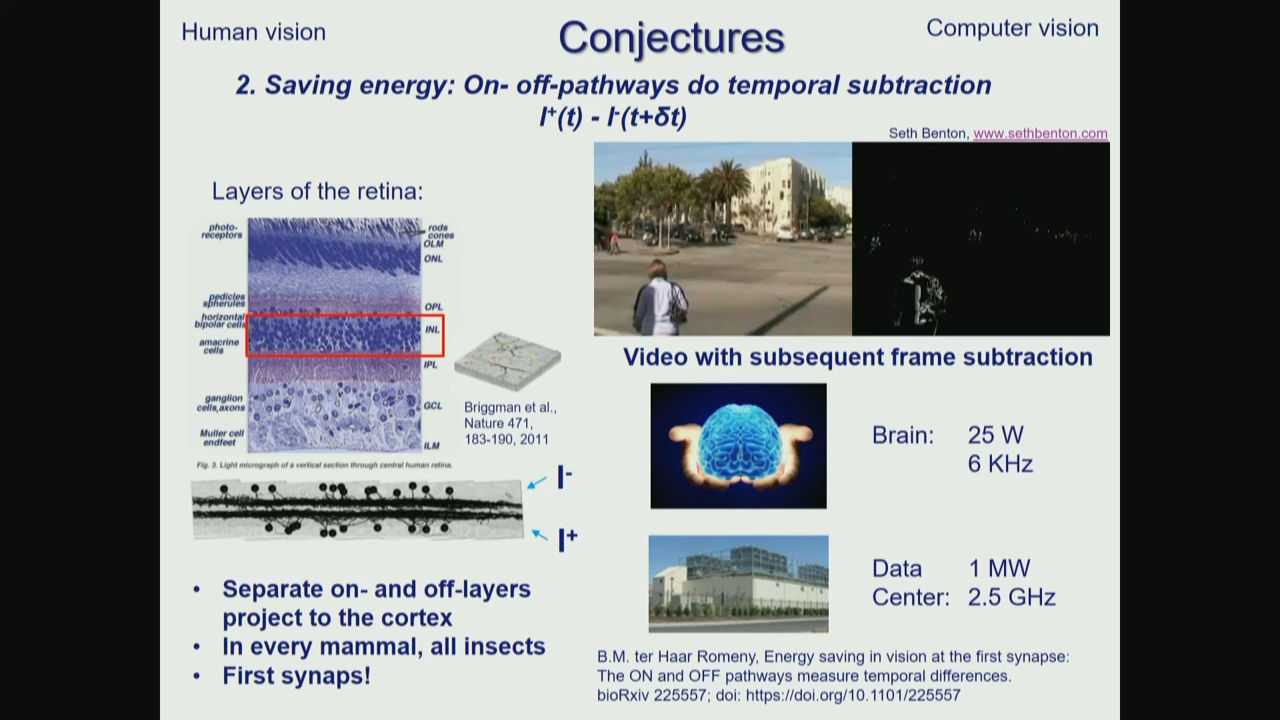 Human vision
Conjectures
Computer vision
2. Saving energy: On- off-pathways do temporal subtraction
I⁺(t) - I⁻(t+δt)
Seth Benton, www.sethbenton.com
Layers of the retina:
photo-
receptors
rods
cones
OLM
ONL
pedicles
spherules
OPL
horizontal
bipolar cells
INL
amacrine
cells
IPL
ganglion
cells,axons
GCL
Muller cell
endfeet
ILM
Fig. 3. Light micrograph of a vertical section through central human retina.
Briggman et al.,
Nature 471,
183-190, 2011
I⁻
I⁺
Separate on- and off-layers
project to the cortex
In every mammal, all insects
First synaps!
Video with subsequent frame subtraction
Brain: 25 W
6 KHz
Data 1 MW
Center: 2.5 GHz
B.M. ter Haar Romeny, Energy saving in vision at the first synapse:
The ON and OFF pathways measure temporal differences.
bioRxiv 225557; doi: https://doi.org/10.1101/225557